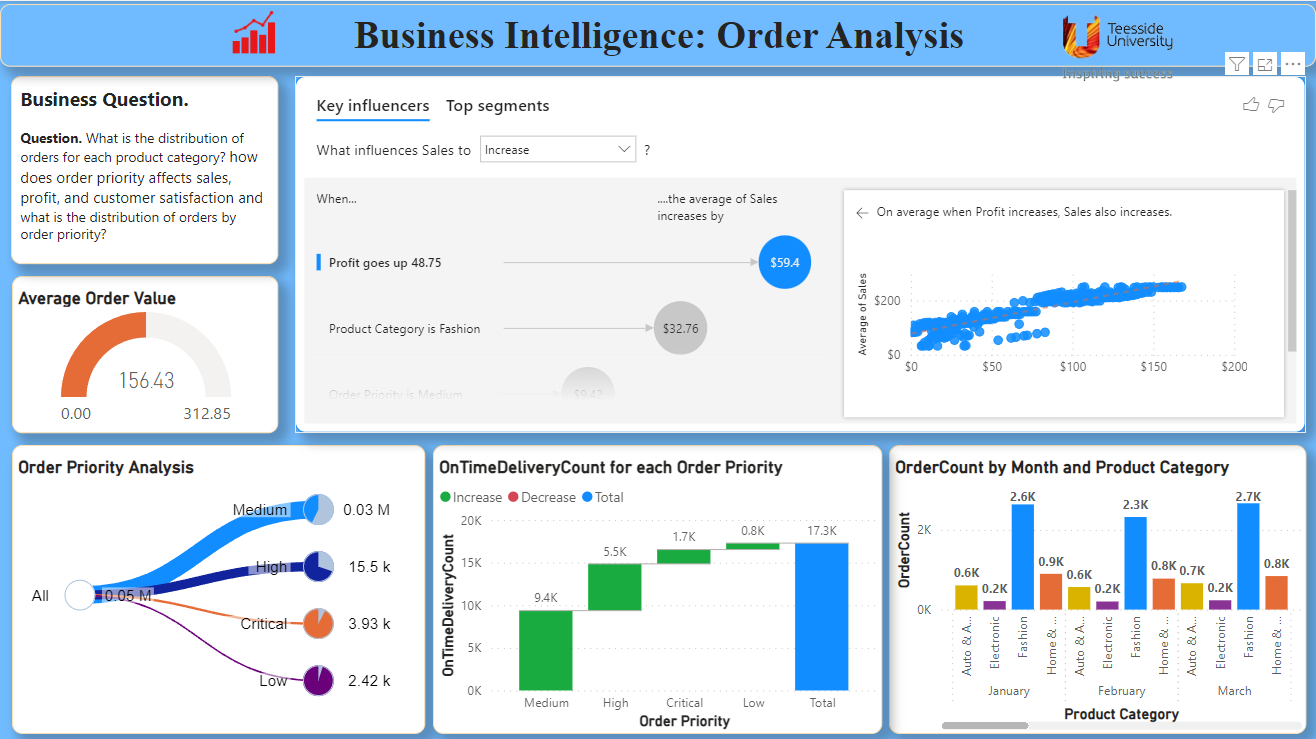 Business Intelligence: Order Analysis
Teesside
University
Inspiring success
Business Question.
Question. What is the distribution of
orders for each product category? how
does order priority affects sales,
profit, and customer satisfaction and
what is the distribution of orders by
order priority?
Key influencers Top segments
What influences Sales to Increase ?
When...
....the average of Sales
increases by
Profit goes up 48.75 $59.4
Product Category is Fashion $32.76
Order Priority is Medium $9.42
On average when Profit increases, Sales also increases.
Average of Sales
$200
$0
$0 $50 $100 $150 $200
Average Order Value
156.43
0.00 312.85
Order Priority Analysis
All 0.05 M
Medium 0.03 M
High 15.5 k
Critical 3.93 k
Low 2.42 k
OnTimeDeliveryCount for each Order Priority
Increase Decrease Total
OnTimeDeliveryCount
20K
15K
10K
5K
0K
9.4K 5.5K 1.7K 0.8K 17.3K
Medium High Critical Low Total
Order Priority
OrderCount by Month and Product Category
OrderCount
2K
0K
0.6K 0.2K 2.6K 0.9K 0.6K 0.2K 2.3K 0.8K 0.7K 0.2K 2.7K 0.8K
Auto & A... Electronic Fashion Home & ... Auto & A... Electronic Fashion Home & ... Auto & A... Electronic Fashion Home & ...
January February March
Product Category